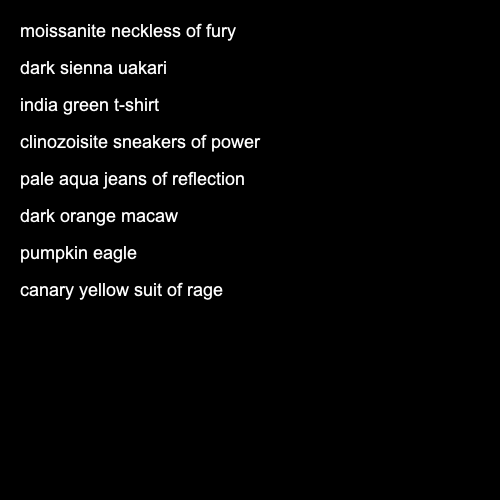 moissanite neckless of fury
dark sienna uakari
india green t-shirt
clinozoisite sneakers of power
pale aqua jeans of reflection
dark orange macaw
pumpkin eagle
canary yellow suit of rage